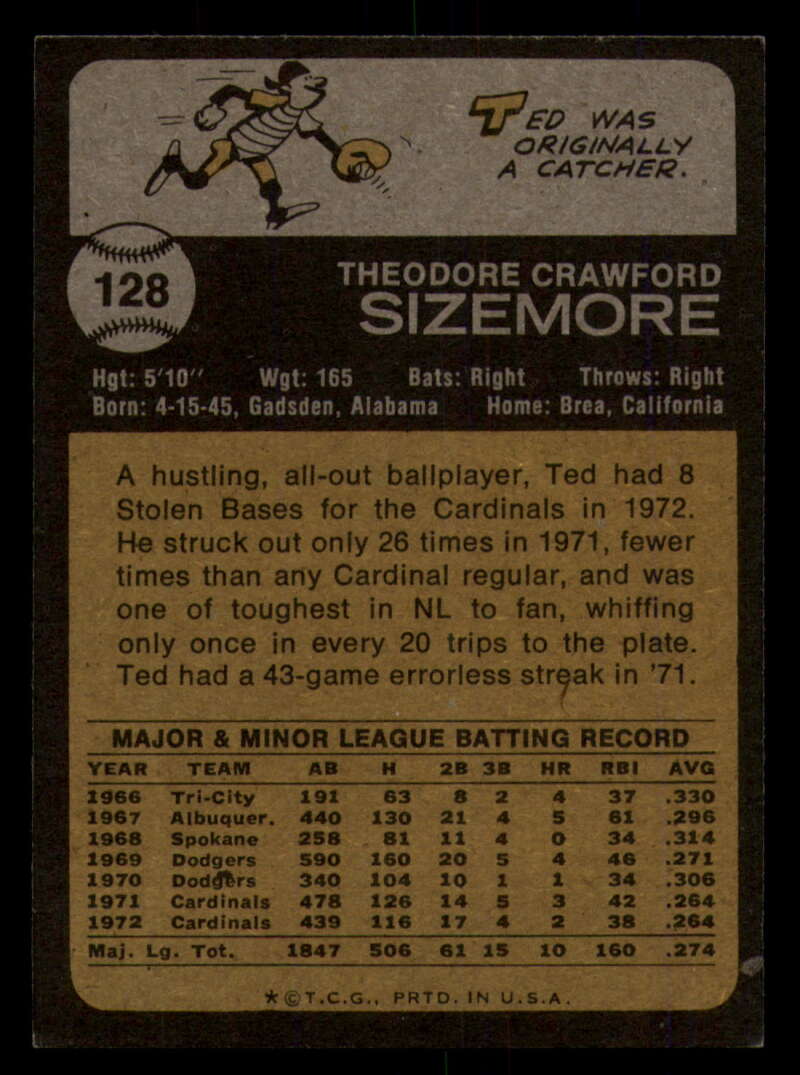 TED WAS
ORIGINALLY
A CATCHER.
128
THEODORE CRAWFORD
SIZEMORE
Hgt: 5'10" Wgt: 165 Bats: Right Throws: Right
Born: 4-15-45, Gadsden, Alabama Home: Brea, California
A hustling, all-out ballplayer, Ted had 8
Stolen Bases for the Cardinals in 1972.
He struck out only 26 times in 1971, fewer
times than any Cardinal regular, and was
one of toughest in NL to fan, whiffing
only once in every 20 trips to the plate.
Ted had a 43-game errorless streak in '71.
MAJOR & MINOR LEAGUE BATTING RECORD
YEAR TEAM AB H 2B 3B HR RBI AVG
1966 Tri-City 191 63 8 2 4 37 .330
1967 Albuquer. 440 130 21 4 5 61 .296
1968 Spokane 258 81 11 4 0 34 .314
1969 Dodgers 590 160 20 5 4 46 .271
1970 Dodgers 340 104 10 1 1 34 .306
1971 Cardinals 478 126 14 5 3 42 .264
1972 Cardinals 439 116 17 4 2 38 .264
Maj. Lg. Tot. 1847 506 61 15 10 160 .274
*©T.C.G., PRTD. IN U.S.A.